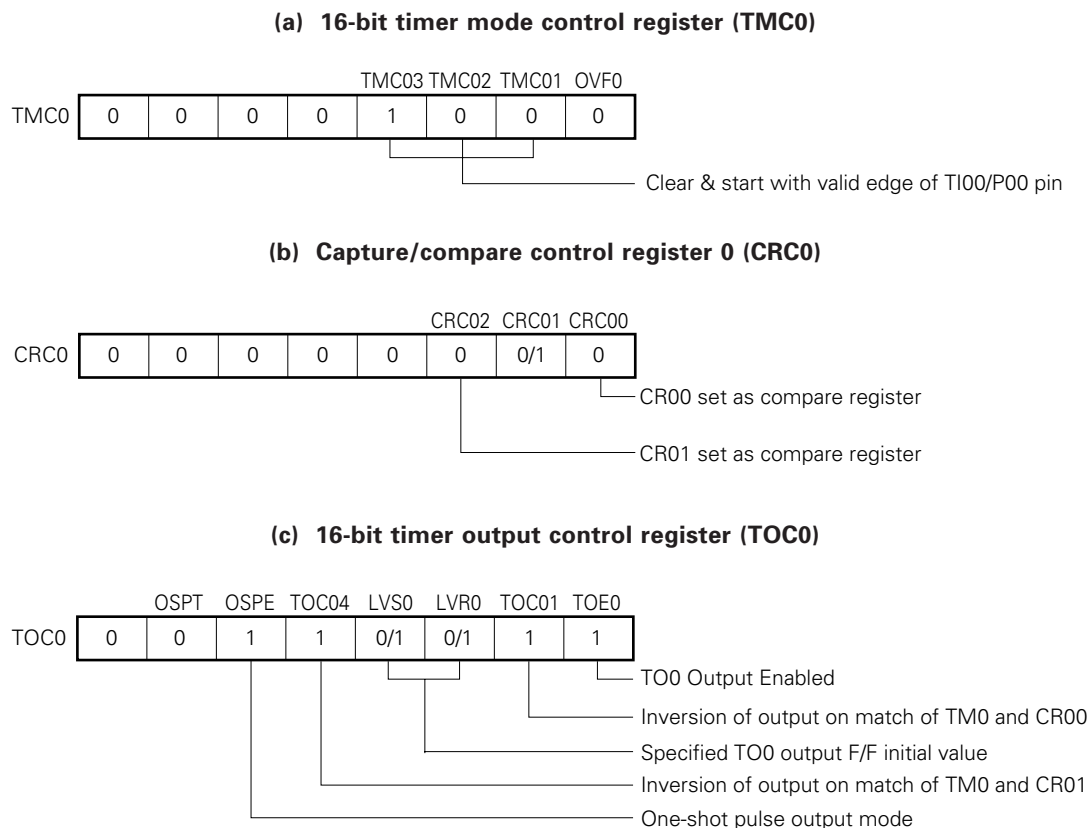 (a) 16-bit timer mode control register (TMC0)
TMC03 TMC02 TMC01 OVF0
TMC0 0 0 0 0 1 0 0 0
Clear & start with valid edge of TI00/P00 pin
(b) Capture/compare control register 0 (CRC0)
CRC02 CRC01 CRC00
CRC0 0 0 0 0 0 0 0/1 0
CR00 set as compare register
CR01 set as compare register
(c) 16-bit timer output control register (TOC0)
OSPT OSPE TOC04 LVS0 LVR0 TOC01 TOE0
TOC0 0 0 1 1 0/1 0/1 1 1
TO0 Output Enabled
Inversion of output on match of TM0 and CR00
Specified TO0 output F/F initial value
Inversion of output on match of TM0 and CR01
One-shot pulse output mode